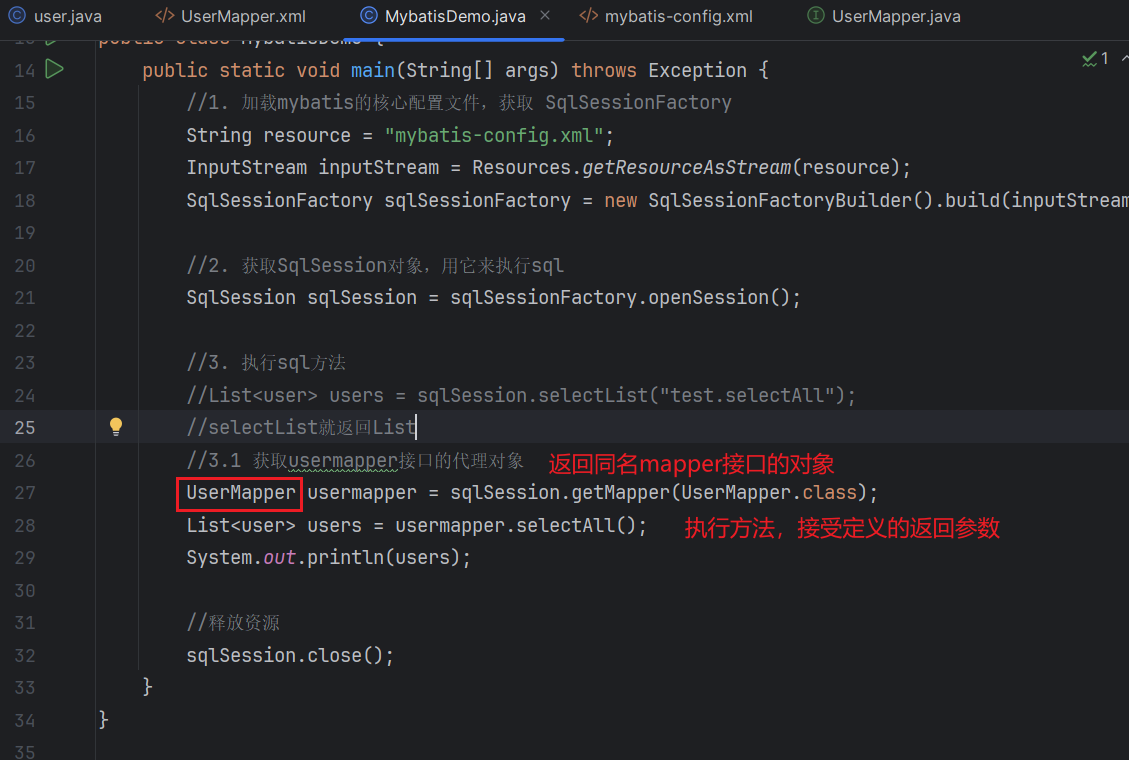 user.java UserMapper.xml MybatisDemo.java × mybatis-config.xml UserMapper.java
public class MybatisDemo {
14 public static void main(String[] args) throws Exception { 1
15 //1. 加载mybatis的核心配置文件，获取 SqlSessionFactory
16 String resource = "mybatis-config.xml";
17 InputStream inputStream = Resources.getResourceAsStream(resource);
18 SqlSessionFactory sqlSessionFactory = new SqlSessionFactoryBuilder().build(inputStream
19
20 //2. 获取SqlSession对象，用它来执行sql
21 SqlSession sqlSession = sqlSessionFactory.openSession();
22
23 //3. 执行sql方法
24 //List<user> users = sqlSession.selectList("test.selectAll");
25 //selectList就返回List
26 //3.1 获取usermapper接口的代理对象 返回同名mapper接口的对象
27 UserMapper usermapper = sqlSession.getMapper(UserMapper.class);
28 List<user> users = usermapper.selectAll(); 执行方法，接受定义的返回参数
29 System.out.println(users);
30
31 //释放资源
32 sqlSession.close();
33 }
34 }
35